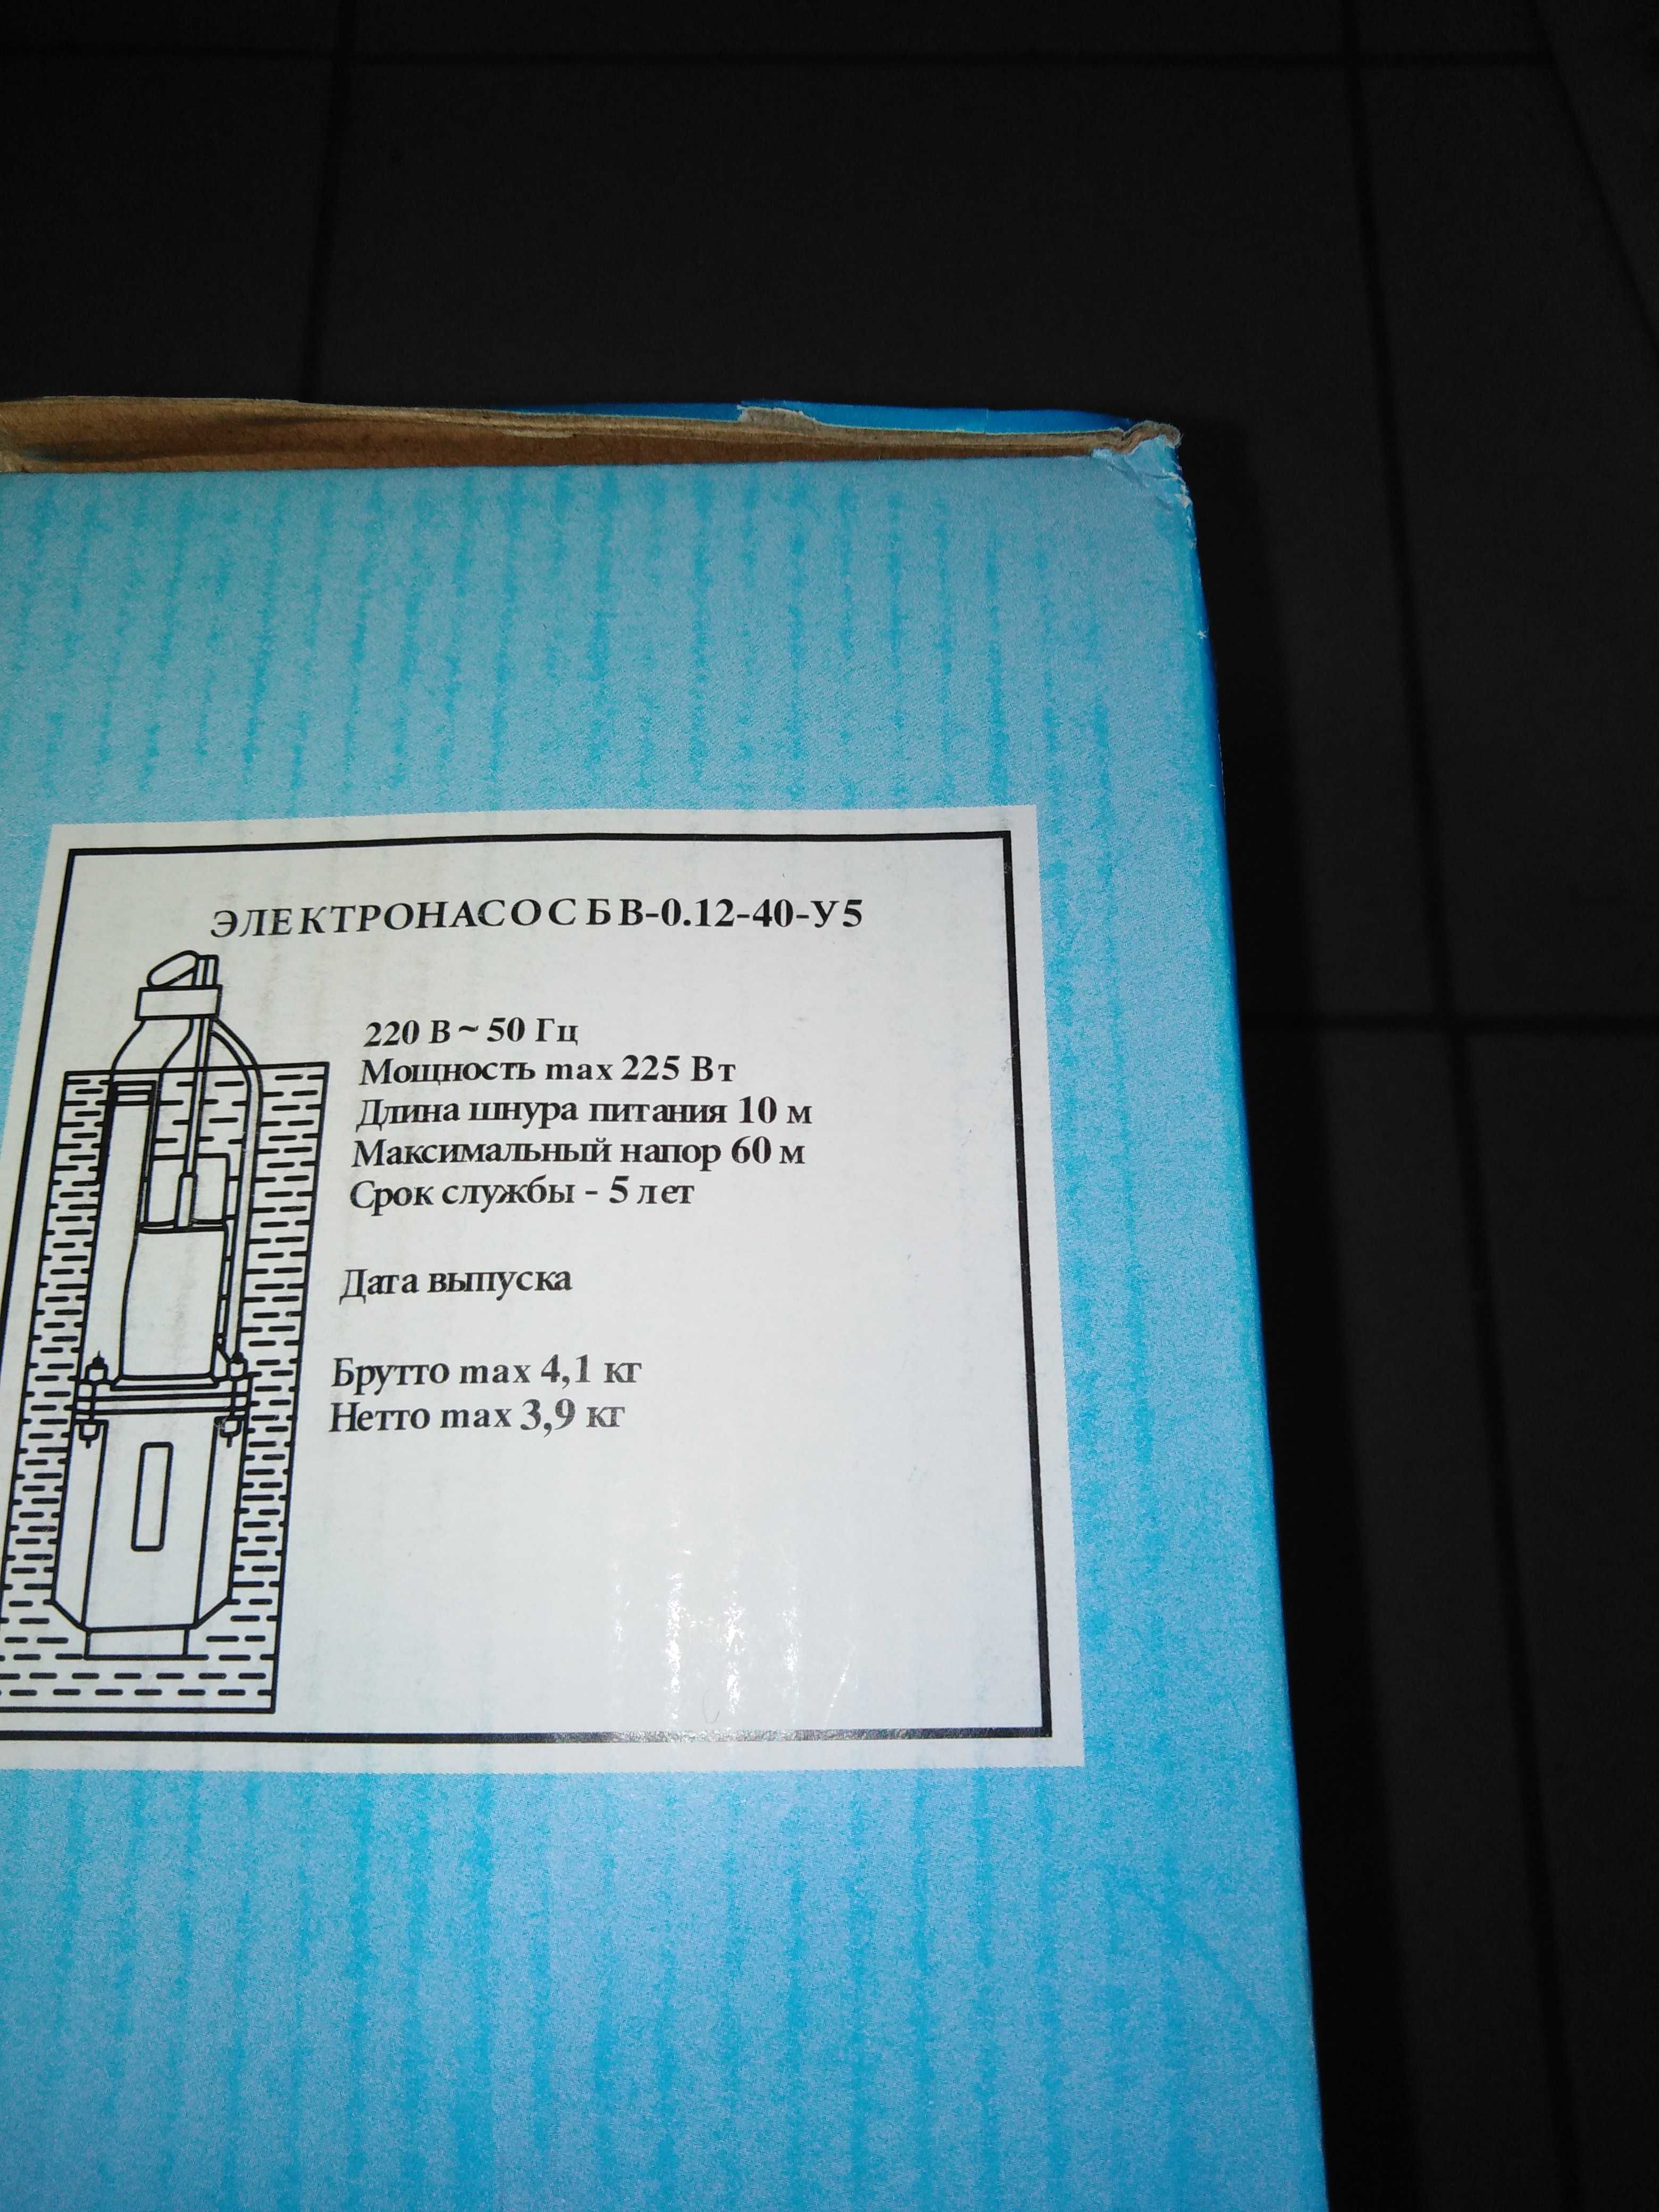 ЭЛЕКТРОНАСОС БВ-0.12-40-У5
220 В ~ 50 Гц
Мощность max 225 Вт
Длина шнура питания 10 м
Максимальный напор 60 м
Срок службы - 5 лет
Дата выпуска
Брутто max 4,1 кг
Нетто max 3,9 кг